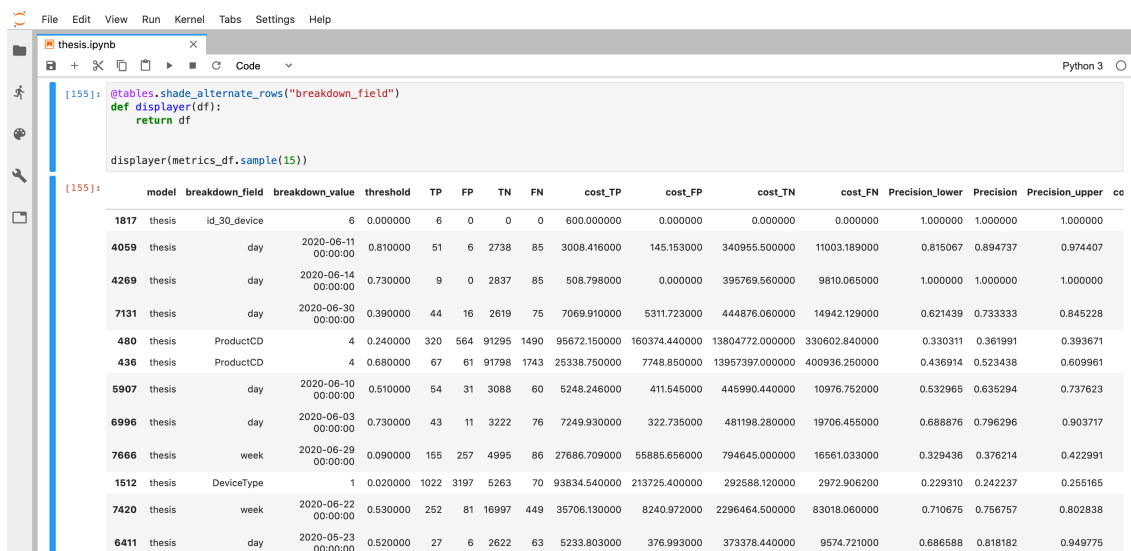 File Edit View Run Kernel Tabs Settings Help
thesis.ipynb
Code Python 3
[155]: @tables.shade_alternate_rows("breakdown_field")
def displayer(df):
return df
displayer(metrics_df.sample(15))
[155]:
model breakdown_field breakdown_value threshold TP FP TN FN cost_TP cost_FP cost_TN cost_FN Precision_lower Precision Precision_upper co
1817 thesis id_30_device 6 0.000000 6 0 0 0 600.000000 0.000000 0.000000 0.000000 1.000000 1.000000 1.000000
4059 thesis day 2020-06-11 00:00:00 0.810000 51 6 2738 85 3008.416000 145.153000 340955.500000 11003.189000 0.815067 0.894737 0.974407
4269 thesis day 2020-06-14 00:00:00 0.730000 9 0 2837 85 508.798000 0.000000 395769.560000 9810.065000 1.000000 1.000000 1.000000
7131 thesis day 2020-06-30 00:00:00 0.390000 44 16 2619 75 7069.910000 5311.723000 444876.060000 14942.129000 0.621439 0.733333 0.845228
480 thesis ProductCD 4 0.240000 320 564 91295 1490 95672.150000 160374.440000 13804772.000000 330602.840000 0.330311 0.361991 0.393671
436 thesis ProductCD 4 0.680000 67 61 91798 1743 25338.750000 7748.850000 13957397.000000 400936.250000 0.436914 0.523438 0.609961
5907 thesis day 2020-06-10 00:00:00 0.510000 54 31 3088 60 5248.246000 411.545000 445990.440000 10976.752000 0.532965 0.635294 0.737623
6996 thesis day 2020-06-03 00:00:00 0.730000 43 11 3222 76 7249.930000 322.735000 481198.280000 19706.455000 0.688876 0.796296 0.903717
7666 thesis week 2020-06-29 00:00:00 0.090000 155 257 4995 86 27686.709000 55885.656000 794645.000000 16561.033000 0.329436 0.376214 0.422991
1512 thesis DeviceType 1 0.020000 1022 3197 5263 70 93834.540000 213725.400000 292588.120000 2972.906200 0.229310 0.242237 0.255165
7420 thesis week 2020-06-22 00:00:00 0.530000 252 81 16997 449 35706.130000 8240.972000 2296464.500000 83018.060000 0.710675 0.756757 0.802838
6411 thesis day 2020-05-23 00:00:00 0.520000 27 6 2622 63 5233.803000 376.993000 373378.440000 9574.721000 0.686588 0.818182 0.949775